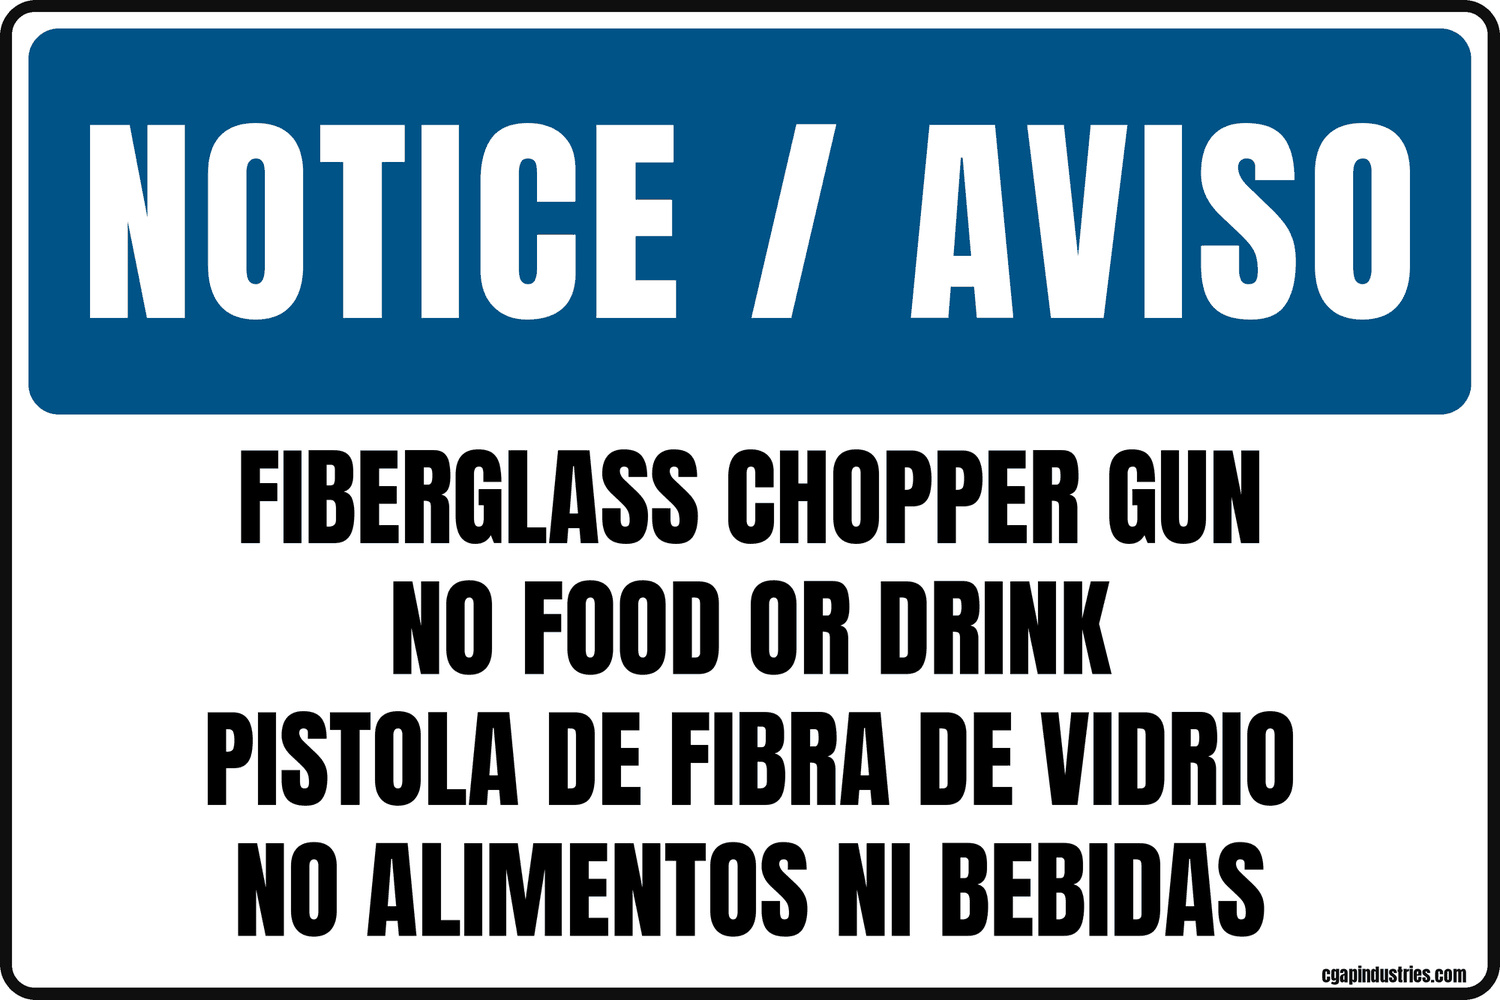 NOTICE / AVISO
FIBERGLASS CHOPPER GUN
NO FOOD OR DRINK
PISTOLA DE FIBRA DE VIDRIO
NO ALIMENTOS NI BEBIDAS
cgapindustries.com